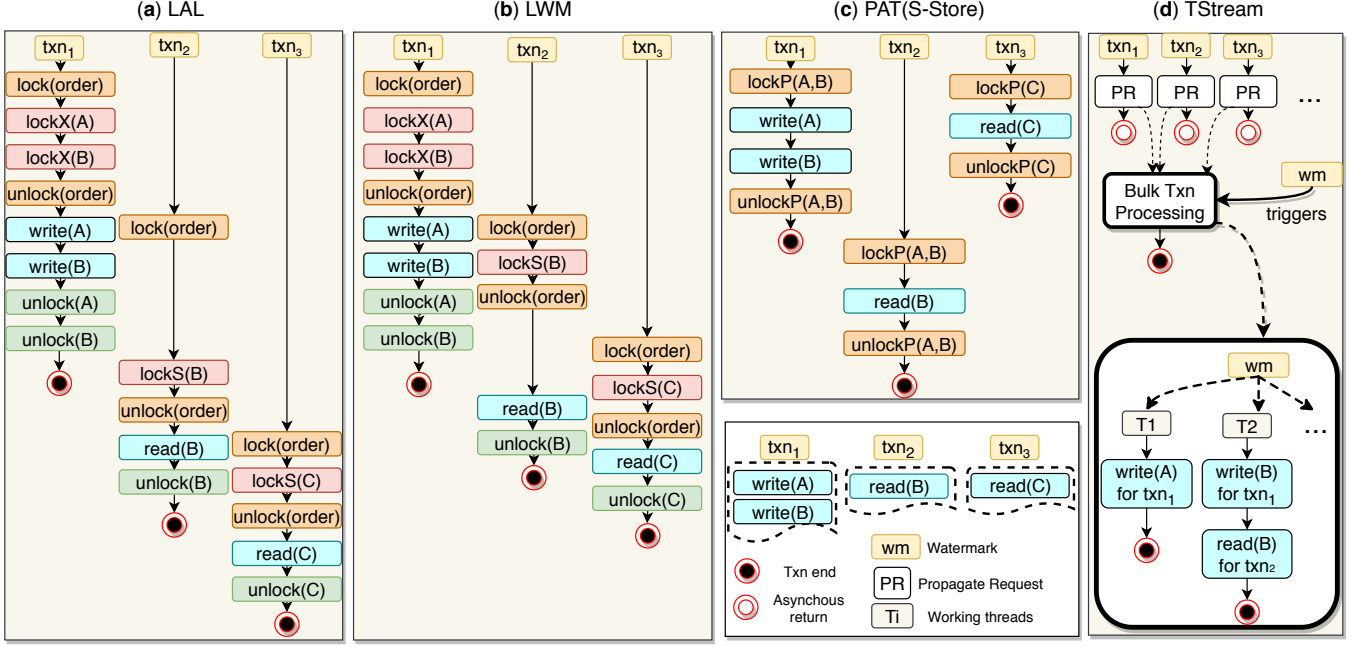 (a) LAL
txn1
txn2
txn3
lock(order)
lockX(A)
lockX(B)
unlock(order)
write(A)
write(B)
unlock(A)
unlock(B)
lock(order)
lockS(B)
unlock(order)
read(B)
unlock(B)
lock(order)
lockS(C)
unlock(order)
read(C)
unlock(C)
(b) LWM
txn1
txn2
txn3
lock(order)
lockX(A)
lockX(B)
unlock(order)
write(A)
write(B)
unlock(A)
unlock(B)
lock(order)
lockS(B)
unlock(order)
read(B)
unlock(B)
lock(order)
lockS(C)
unlock(order)
read(C)
unlock(C)
(c) PAT(S-Store)
txn1
txn2
txn3
lockP(A,B)
write(A)
write(B)
unlockP(A,B)
lockP(A,B)
read(B)
unlockP(A,B)
lockP(C)
read(C)
unlockP(C)
txn1
txn2
txn3
write(A)
write(B)
read(B)
read(C)
Txn end
Asynchous
return
wm Watermark
PR Propagate Request
Ti Working threads
(d) TStream
txn1
txn2
txn3
PR
PR
PR
...
wm
triggers
Bulk Txn
Processing
wm
T1
T2
...
write(A)
for txn1
write(B)
for txn1
read(B)
for txn2